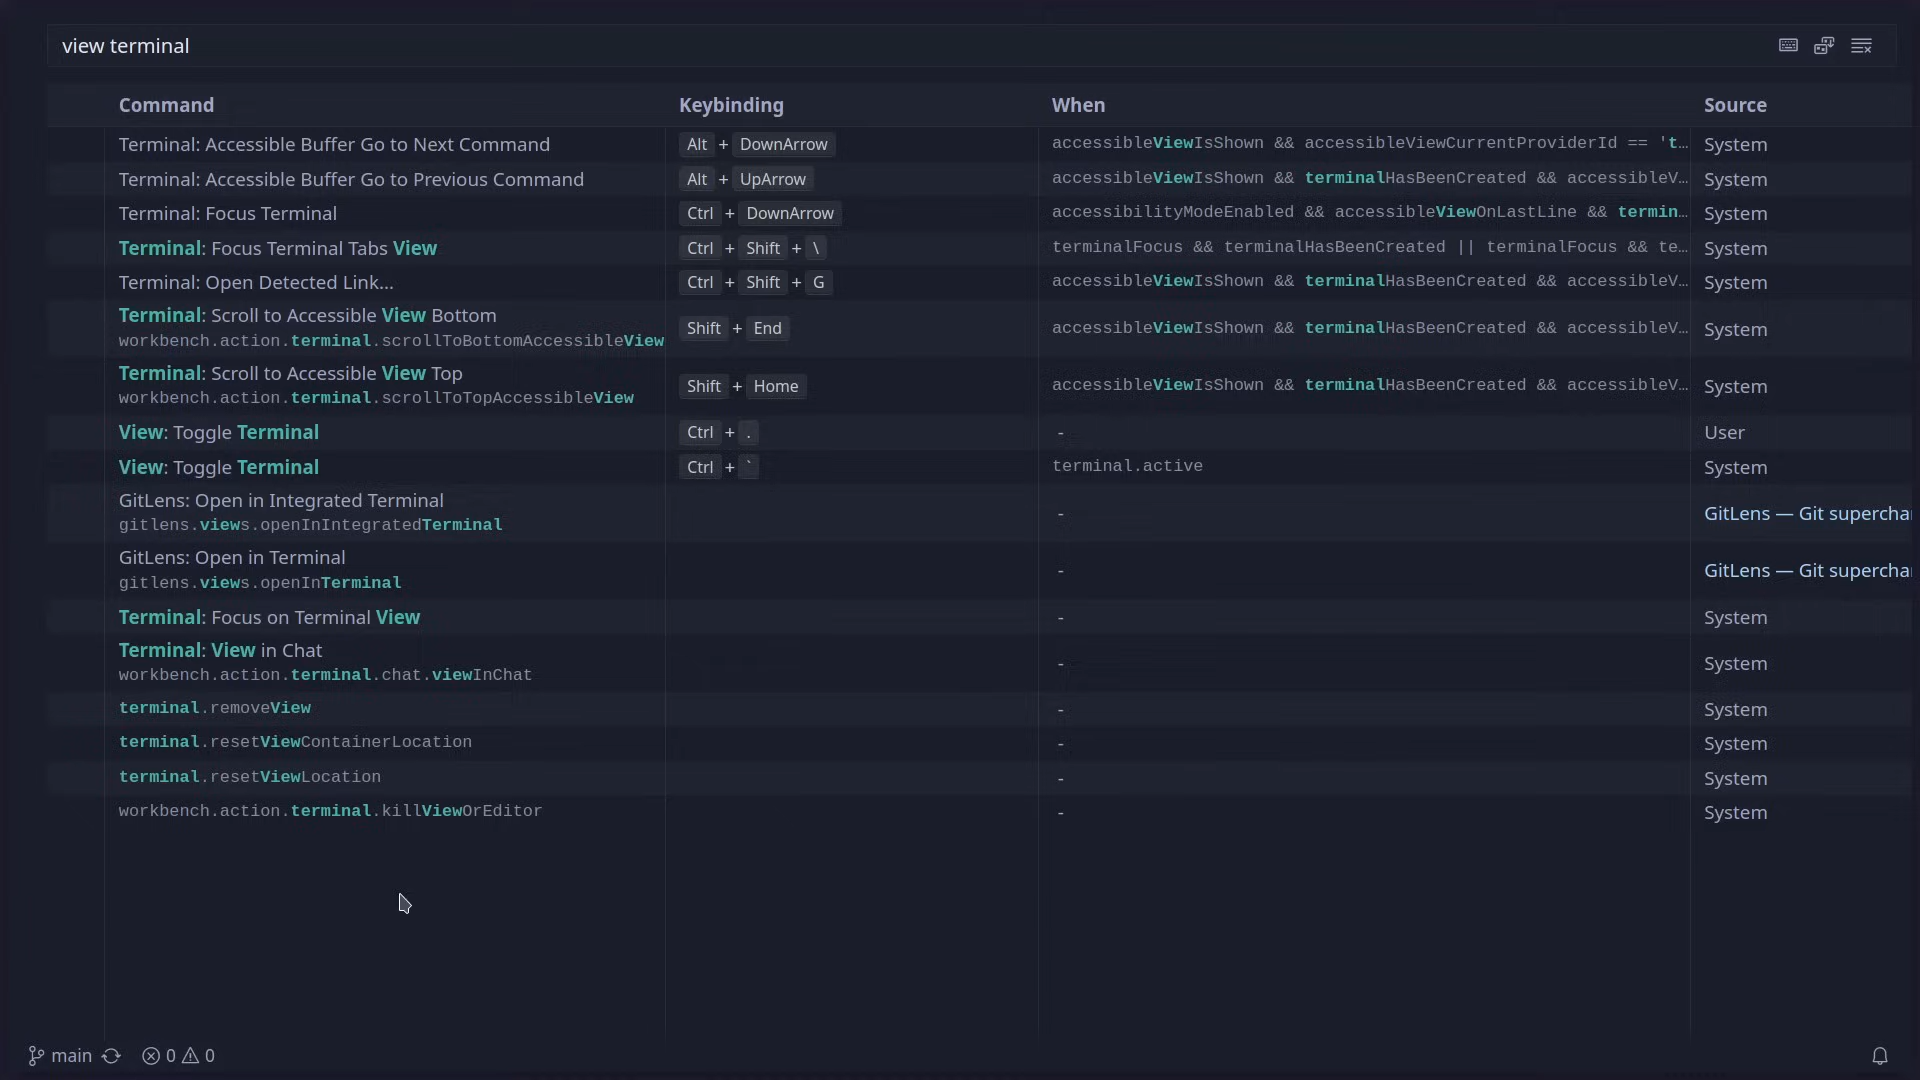 view terminal
Command Keybinding When Source
Terminal: Accessible Buffer Go to Next Command Alt + DownArrow accessibleViewIsShown && accessibleViewCurrentProviderId == 't… System
Terminal: Accessible Buffer Go to Previous Command Alt + UpArrow accessibleViewIsShown && terminalHasBeenCreated && accessibleV… System
Terminal: Focus Terminal Ctrl + DownArrow accessibilityModeEnabled && accessibleViewOnLastLine && termin… System
Terminal: Focus Terminal Tabs View Ctrl + Shift + \ terminalFocus && terminalHasBeenCreated || terminalFocus && te… System
Terminal: Open Detected Link... Ctrl + Shift + G accessibleViewIsShown && terminalHasBeenCreated && accessibleV… System
Terminal: Scroll to Accessible View Bottom
workbench.action.terminal.scrollToBottomAccessibleView Shift + End accessibleViewIsShown && terminalHasBeenCreated && accessibleV… System
Terminal: Scroll to Accessible View Top
workbench.action.terminal.scrollToTopAccessibleView Shift + Home accessibleViewIsShown && terminalHasBeenCreated && accessibleV… System
View: Toggle Terminal Ctrl + . - User
View: Toggle Terminal Ctrl + ` terminal.active System
GitLens: Open in Integrated Terminal
gitlens.views.openInIntegratedTerminal - GitLens — Git supercha
GitLens: Open in Terminal
gitlens.views.openInTerminal - GitLens — Git supercha
Terminal: Focus on Terminal View - System
Terminal: View in Chat
workbench.action.terminal.chat.viewInChat - System
terminal.removeView - System
terminal.resetViewContainerLocation - System
terminal.resetViewLocation - System
workbench.action.terminal.killViewOrEditor - System
main 0 0